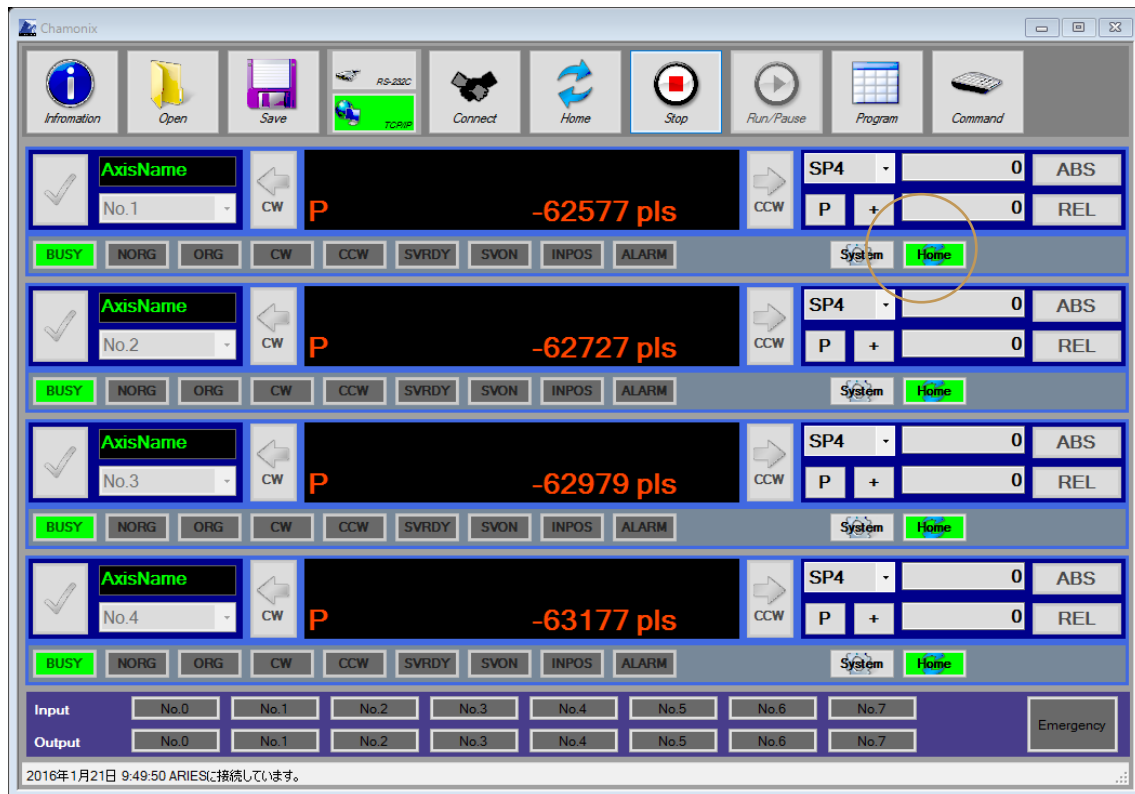 Chamonix
RS-232C
TCP/IP
Infromation Open Save Connect Home Stop Run/Pause Program Command
AxisName SP4 0 ABS
No.1 CW P -62577 pls CCW P + 0 REL
BUSY NORG ORG CW CCW SVRDY SVON INPOS ALARM System Home
AxisName SP4 0 ABS
No.2 CW P -62727 pls CCW P + 0 REL
BUSY NORG ORG CW CCW SVRDY SVON INPOS ALARM System Home
AxisName SP4 0 ABS
No.3 CW P -62979 pls CCW P + 0 REL
BUSY NORG ORG CW CCW SVRDY SVON INPOS ALARM System Home
AxisName SP4 0 ABS
No.4 CW P -63177 pls CCW P + 0 REL
BUSY NORG ORG CW CCW SVRDY SVON INPOS ALARM System Home
Input No.0 No.1 No.2 No.3 No.4 No.5 No.6 No.7
Emergency
Output No.0 No.1 No.2 No.3 No.4 No.5 No.6 No.7
2016年1月21日 9:49:50 ARIESに接続しています。